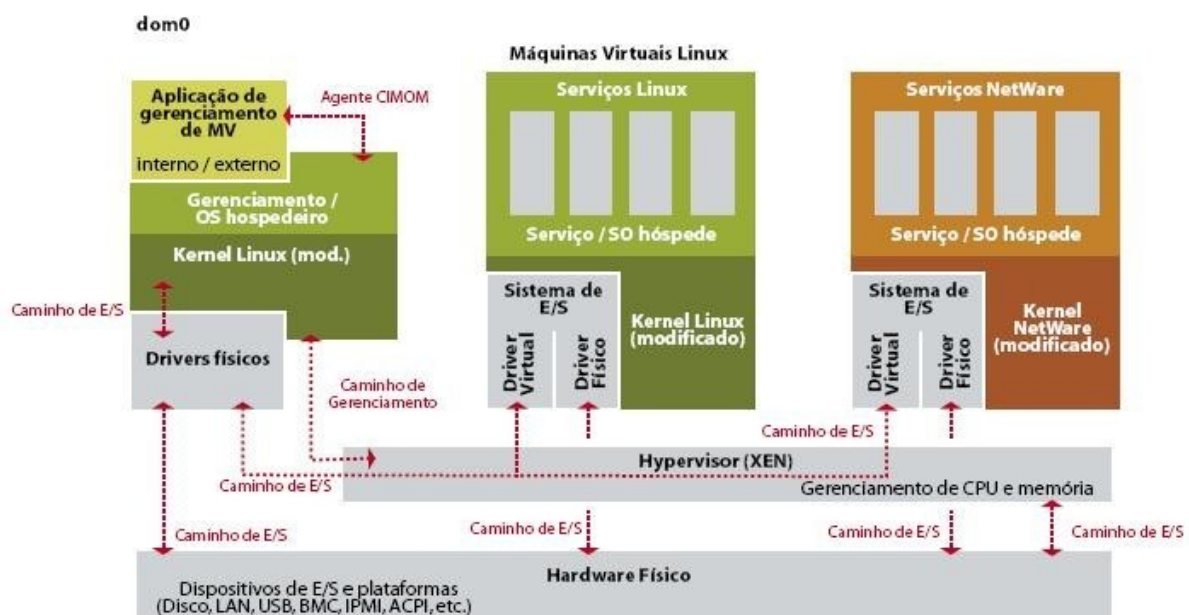 dom0
Máquinas Virtuais Linux
Aplicação de
gerenciamento
de MV
interno / externo
Agente CIMOM
Gerenciamento /
OS hospedeiro
Kernel Linux (mod.)
Caminho de E/S
Drivers físicos
Caminho de
Gerenciamento
Serviços Linux
Serviço / SO hóspede
Sistema de
E/S
Driver
Virtual
Driver
Físico
Kernel Linux
(modificado)
Serviços NetWare
Serviço / SO hóspede
Sistema de
E/S
Driver
Virtual
Driver
Físico
Kernel
NetWare
(modificado)
Caminho de E/S
Hypervisor (XEN)
Caminho de E/S
Gerenciamento de CPU e memória
Caminho de E/S
Caminho de E/S
Caminho de E/S
Caminho de E/S
Hardware Físico
Dispositivos de E/S e plataformas
(Disco, LAN, USB, BMC, IPMI, ACPI, etc.)